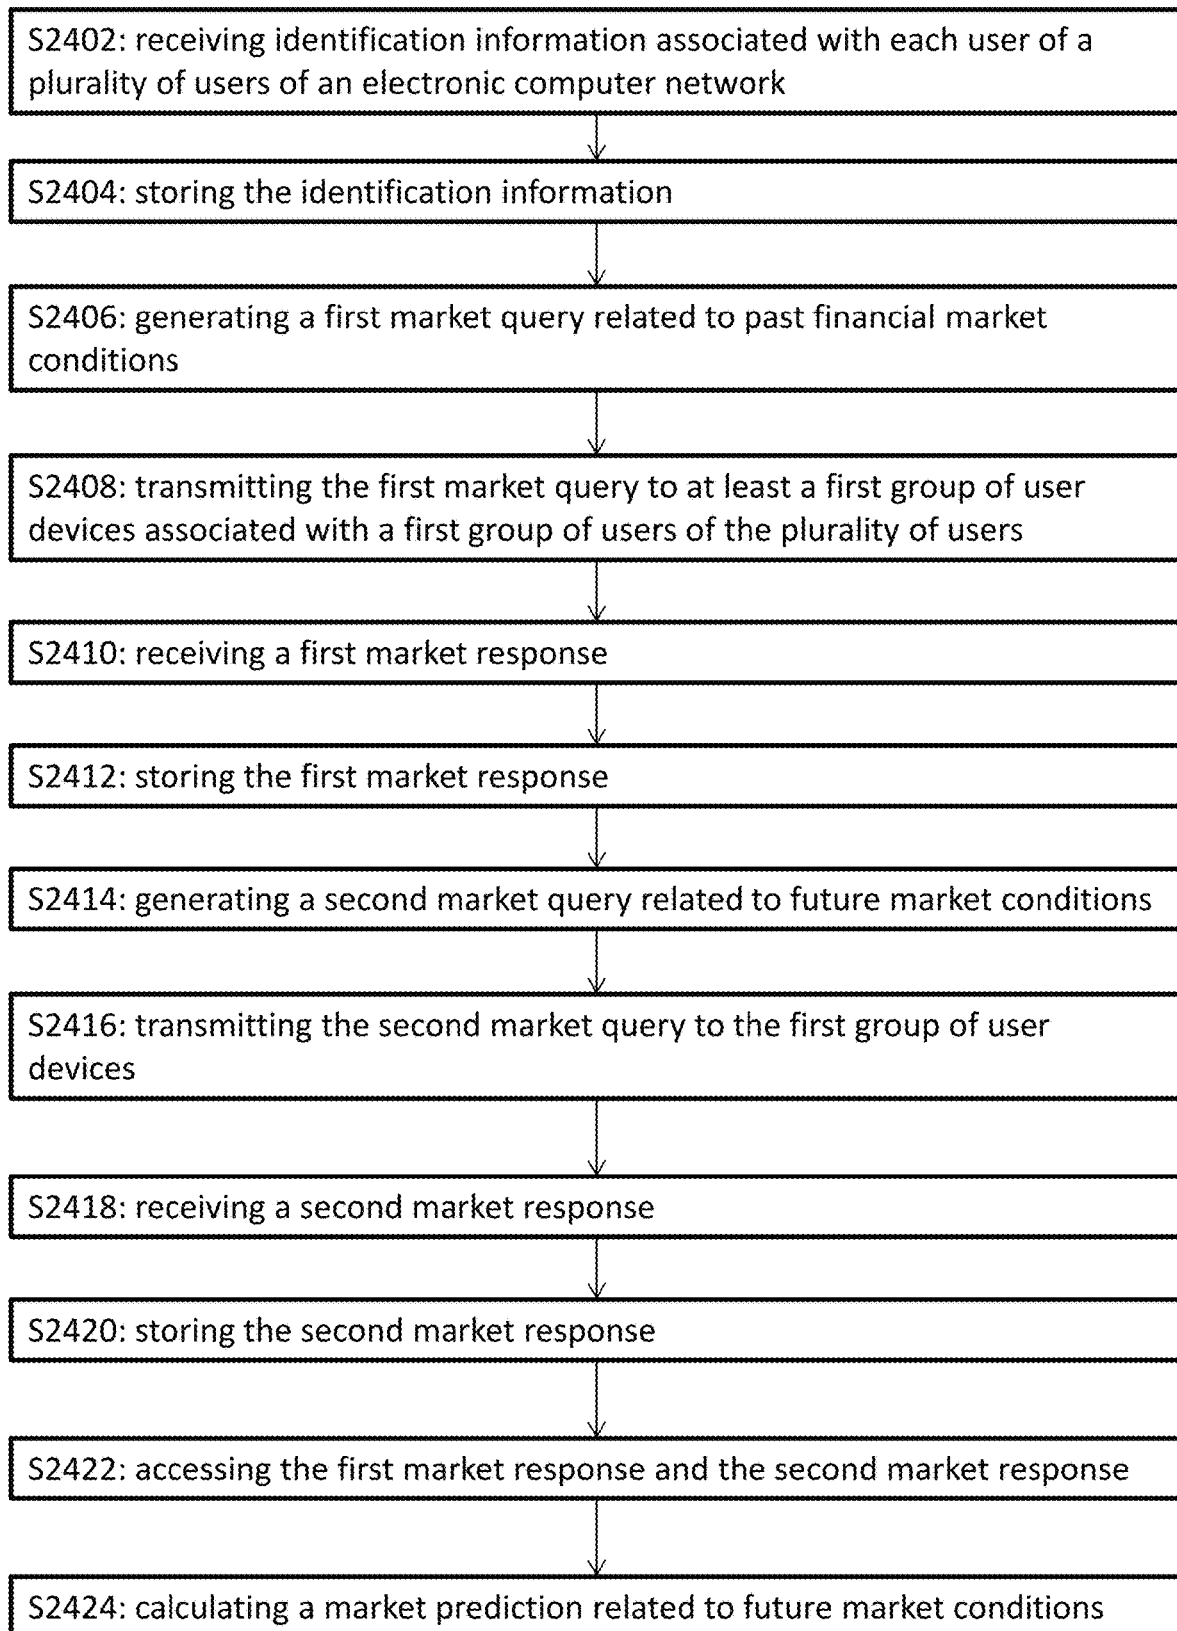 S2402: receiving identification information associated with each user of a
plurality of users of an electronic computer network
S2404: storing the identification information
S2406: generating a first market query related to past financial market
conditions
S2408: transmitting the first market query to at least a first group of user
devices associated with a first group of users of the plurality of users
S2410: receiving a first market response
S2412: storing the first market response
S2414: generating a second market query related to future market conditions
S2416: transmitting the second market query to the first group of user
devices
S2418: receiving a second market response
S2420: storing the second market response
S2422: accessing the first market response and the second market response
S2424: calculating a market prediction related to future market conditions